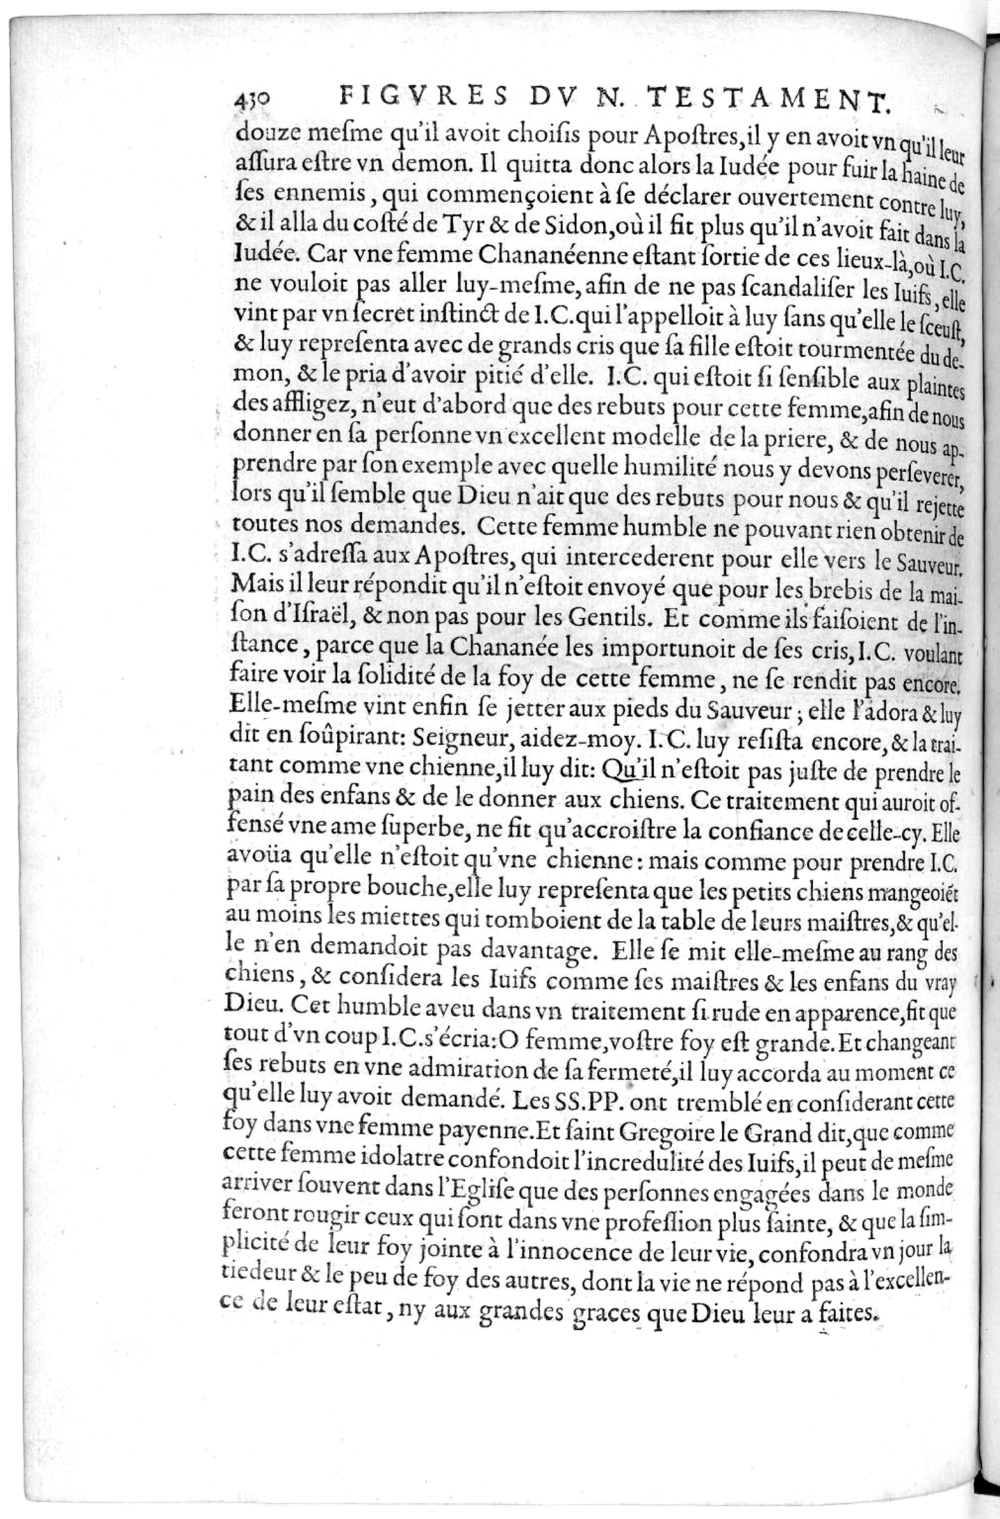 430 FIGVRES DV N. TESTAMENT.
douze meſme qu'il avoit choiſis pour Apoſtres, il y en avoit vn qu'il leur
aſſura eſtre vn demon. Il quitta donc alors la Iudée pour fuir la haine de
ſes ennemis, qui commençoient à ſe déclarer ouvertement contre luy,
& il alla du coſté de Tyr & de Sidon, où il fit plus qu'il n'avoit fait dans la
Iudée. Car vne femme Chananéenne eſtant ſortie de ces lieux-là, où I.C.
ne vouloit pas aller luy-meſme, afin de ne pas ſcandaliſer les Iuifs, elle
vint par vn ſecret inſtinct de I.C. qui l'appelloit à luy ſans qu'elle le ſceuſt,
& luy repreſenta avec de grands cris que ſa fille eſtoit tourmentée du de-
mon, & le pria d'avoir pitié d'elle. I.C. qui eſtoit ſi ſenſible aux plaintes
des affligez, n'eut d'abord que des rebuts pour cette femme, afin de nous
donner en ſa perſonne vn excellent modelle de la priere, & de nous ap-
prendre par ſon exemple avec quelle humilité nous y devons perſeverer,
lors qu'il ſemble que Dieu n'ait que des rebuts pour nous & qu'il rejette
toutes nos demandes. Cette femme humble ne pouvant rien obtenir de
I.C. s'adreſſa aux Apoſtres, qui intercederent pour elle vers le Sauveur.
Mais il leur répondit qu'il n'eſtoit envoyé que pour les brebis de la mai-
ſon d'Iſraël, & non pas pour les Gentils. Et comme ils faiſoient de l'in-
ſtance, parce que la Chananée les importunoit de ſes cris, I.C. voulant
faire voir la ſolidité de la foy de cette femme, ne ſe rendit pas encore.
Elle-meſme vint enfin ſe jetter aux pieds du Sauveur; elle l'adora & luy
dit en ſoûpirant: Seigneur, aidez-moy. I.C. luy reſiſta encore, & la trai-
tant comme vne chienne, il luy dit: Qu'il n'eſtoit pas juſte de prendre le
pain des enfans & de le donner aux chiens. Ce traitement qui auroit of-
fensé vne ame ſuperbe, ne fit qu'accroiſtre la confiance de celle-cy. Elle
avoüa qu'elle n'eſtoit qu'vne chienne: mais comme pour prendre I.C.
par ſa propre bouche, elle luy repreſenta que les petits chiens mangeoiẽt
au moins les miettes qui tomboient de la table de leurs maiſtres, & qu'el-
le n'en demandoit pas davantage. Elle ſe mit elle-meſme au rang des
chiens, & conſidera les Iuifs comme ſes maiſtres & les enfans du vray
Dieu. Cet humble aveu dans vn traitement ſi rude en apparence, fit que
tout d'vn coup I.C. s'écria: O femme, voſtre foy eſt grande. Et changeant
ſes rebuts en vne admiration de ſa fermeté, il luy accorda au moment ce
qu'elle luy avoit demandé. Les SS. PP. ont tremblé en conſiderant cette
foy dans vne femme payenne. Et ſaint Gregoire le Grand dit, que comme
cette femme idolatre confondoit l'incredulité des Iuifs, il peut de meſme
arriver ſouvent dans l'Egliſe que des perſonnes engagées dans le monde
feront rougir ceux qui ſont dans vne profeſſion plus ſainte, & que la ſim-
plicité de leur foy jointe à l'innocence de leur vie, confondra vn jour la
tiedeur & le peu de foy des autres, dont la vie ne répond pas à l'excellen-
ce de leur eſtat, ny aux grandes graces que Dieu leur a faites.